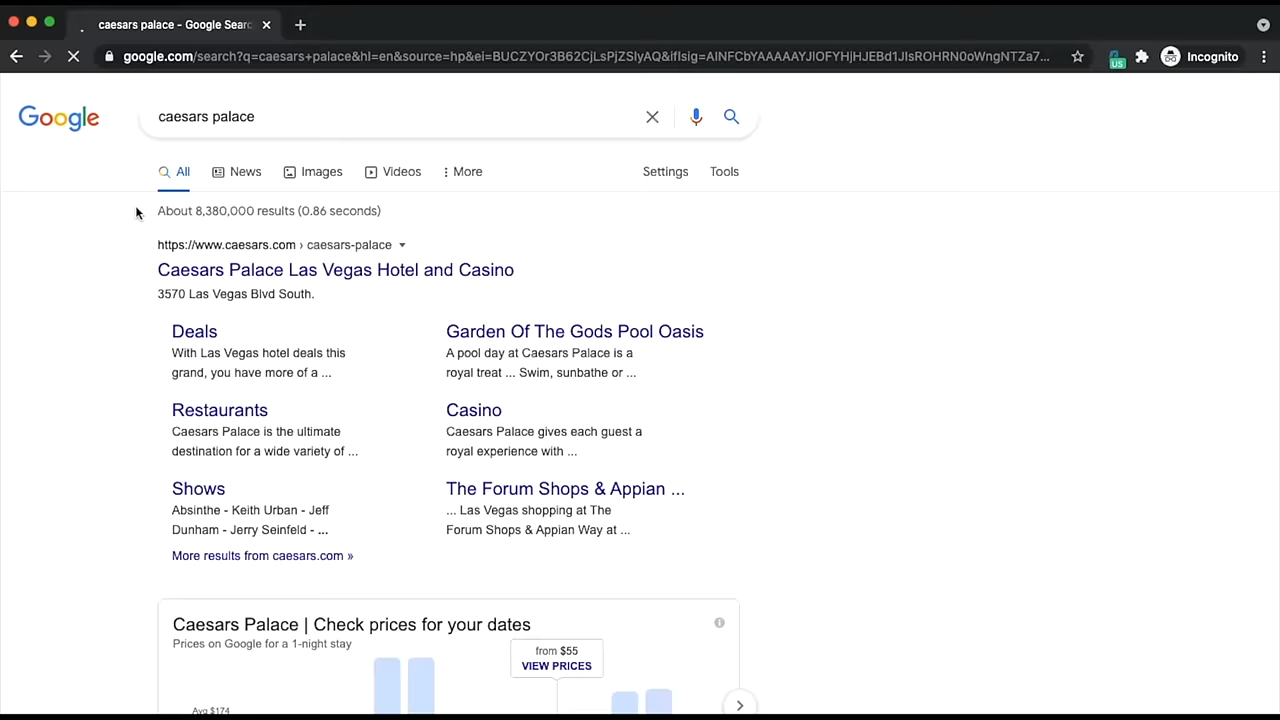 caesars palace - Google Searc
google.com/search?q=caesars+palace&hl=en&source=hp&ei=BUCZYOr3B62CjLsPjZSlyAQ&iflsig=AINFCbYAAAAAYJlOFYHjHJEBd1JlsROHRN0oWngNTZa7...
US
Incognito
Google
caesars palace
All
News
Images
Videos
More
Settings
Tools
About 8,380,000 results (0.86 seconds)
https://www.caesars.com › caesars-palace
Caesars Palace Las Vegas Hotel and Casino
3570 Las Vegas Blvd South.
Deals
With Las Vegas hotel deals this
grand, you have more of a ...
Garden Of The Gods Pool Oasis
A pool day at Caesars Palace is a
royal treat ... Swim, sunbathe or ...
Restaurants
Caesars Palace is the ultimate
destination for a wide variety of ...
Casino
Caesars Palace gives each guest a
royal experience with ...
Shows
Absinthe - Keith Urban - Jeff
Dunham - Jerry Seinfeld - ...
The Forum Shops & Appian ...
... Las Vegas shopping at The
Forum Shops & Appian Way at ...
More results from caesars.com »
Caesars Palace | Check prices for your dates
Prices on Google for a 1-night stay
from $55
VIEW PRICES
Avg $174